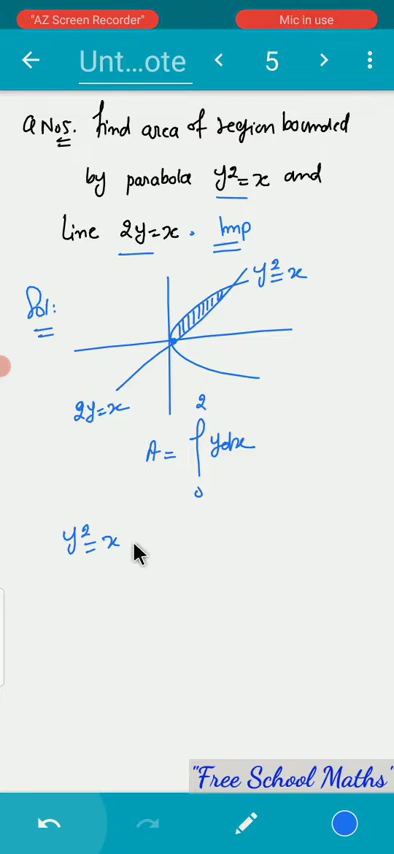 "AZ Screen Recorder"
Mic in use
Unt...ote
5
Q No5. Find area of region bounded
by parabola y²=x and
line 2y=x. Imp
Sol:
y²=x
2y=x
2
A = ∫ydx
0
y²=x
"Free School Maths"